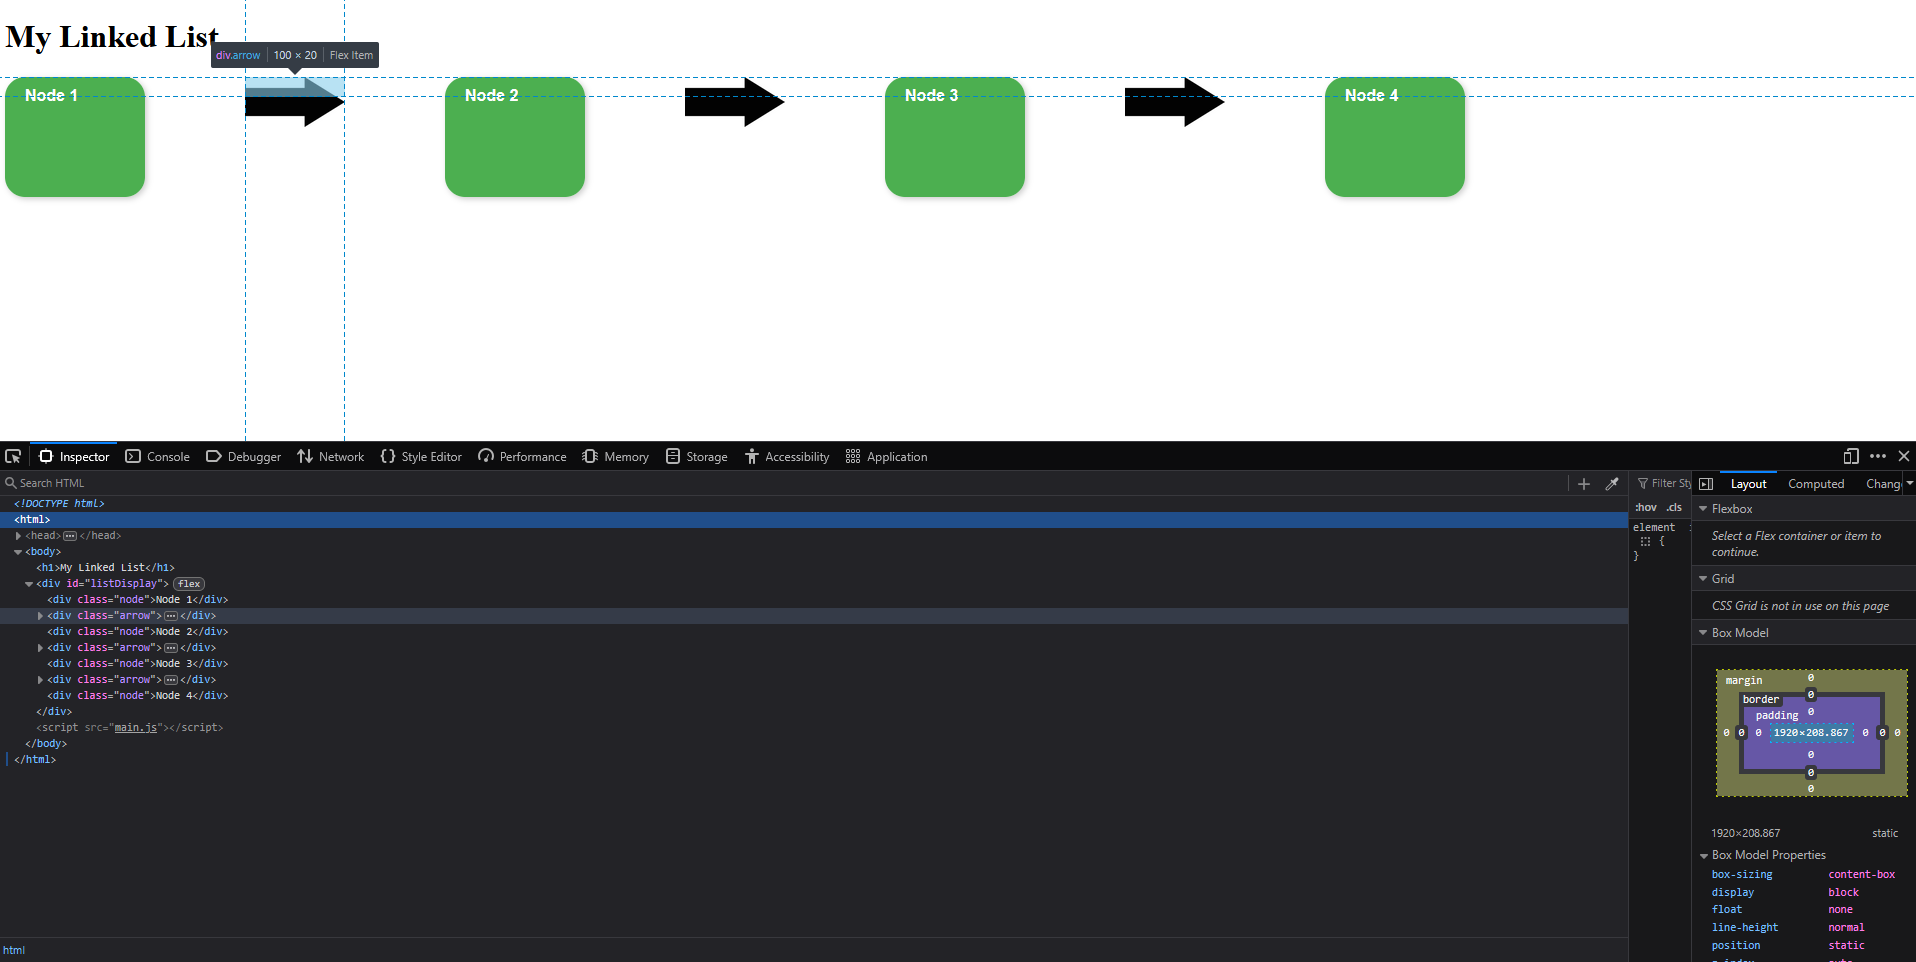 My Linked List
div.arrow 100 × 20 Flex Item
Node 1 Node 2 Node 3 Node 4
Inspector Console Debugger Network Style Editor Performance Memory Storage Accessibility Application
Search HTML
Filter Sty
Layout Computed Chang
:hov .cls
<!DOCTYPE html>
<html>
<head>⋯</head>
<body>
<h1>My Linked List</h1>
<div id="listDisplay"> flex
<div class="node">Node 1</div>
<div class="arrow">⋯</div>
<div class="node">Node 2</div>
<div class="arrow">⋯</div>
<div class="node">Node 3</div>
<div class="arrow">⋯</div>
<div class="node">Node 4</div>
</div>
<script src="main.js"></script>
</body>
</html>
html
element
{
}
Flexbox
Select a Flex container or item to
continue.
Grid
CSS Grid is not in use on this page
Box Model
margin 0
border 0
padding 0
0 0 0 1920×208.867 0 0 0
0
0
0
1920×208.867 static
Box Model Properties
box-sizing content-box
display block
float none
line-height normal
position static